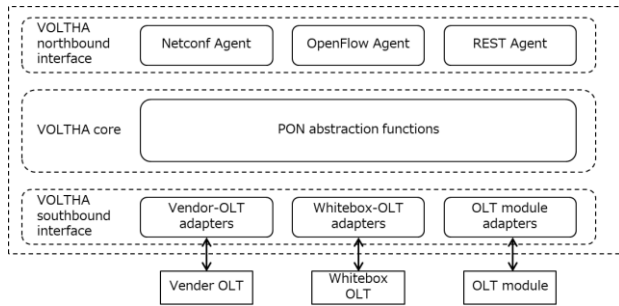 VOLTHA
northbound
interface
Netconf Agent
OpenFlow Agent
REST Agent
VOLTHA core
PON abstraction functions
VOLTHA
southbound
interface
Vendor-OLT
adapters
Whitebox-OLT
adapters
OLT module
adapters
Vender OLT
Whitebox
OLT
OLT module